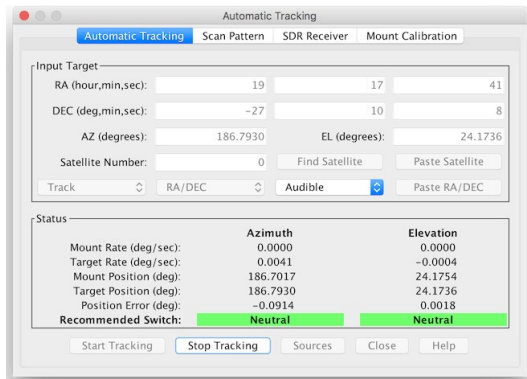 Automatic Tracking
Automatic Tracking Scan Pattern SDR Receiver Mount Calibration
Input Target
RA (hour,min,sec): 19 17 41
DEC (deg,min,sec): −27 10 8
AZ (degrees): 186.7930 EL (degrees): 24.1736
Satellite Number: 0 Find Satellite Paste Satellite
Track RA/DEC Audible Paste RA/DEC
Status
Azimuth Elevation
Mount Rate (deg/sec): 0.0000 0.0000
Target Rate (deg/sec): 0.0041 −0.0004
Mount Position (deg): 186.7017 24.1754
Target Position (deg): 186.7930 24.1736
Position Error (deg): −0.0914 0.0018
Recommended Switch: Neutral Neutral
Start Tracking Stop Tracking Sources Close Help